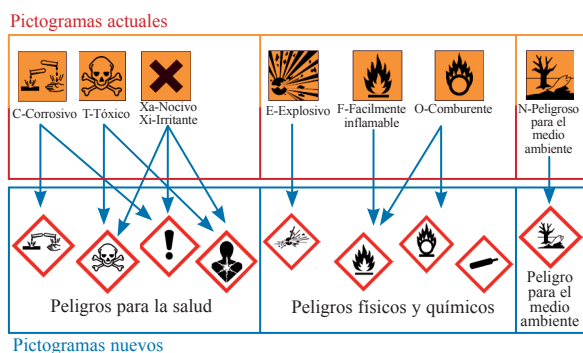 Pictogramas actuales
C-Corrosivo
T-Tóxico
Xa-Nocivo
Xi-Irritante
E-Explosivo
F-Facilmente
inflamable
O-Comburente
N-Peligroso
para el
medio
ambiente
Peligros para la salud
Peligros físicos y químicos
Peligro
para el
medio
ambiente
Pictogramas nuevos